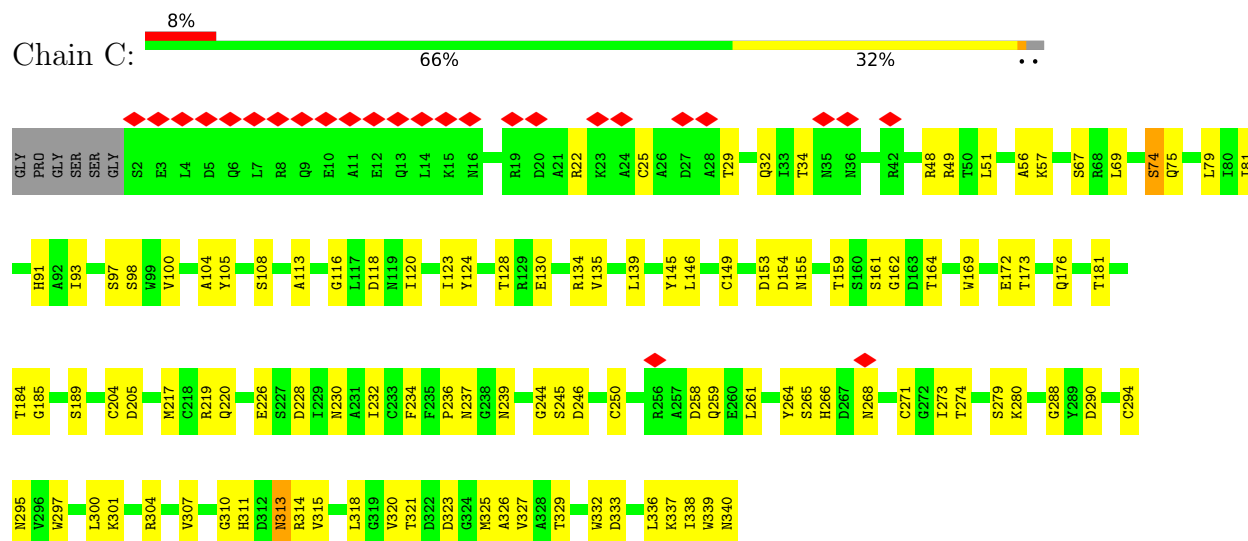 8%
Chain C:
66% 32% • •
GLY PRO GLY SER SER GLY S2 E3 L4 D5 Q6 L7 R8 Q9 E10 A11 E12 Q13 L14 K15 N16 R19 D20 A21 R22 K23 A24 C25 A26 D27 A28 T29 Q32 I33 T34 N35 N36 R42 R48 R49 T50 L51 A56 K57 S67 R68 L69 S74 Q75 L79 I80 I81
H91 A92 I93 S97 S98 W99 V100 A104 Y105 S108 A113 G116 L117 D118 N119 I120 I123 Y124 T128 R129 E130 R134 V135 L139 Y145 L146 C149 D153 D154 N155 T159 S160 S161 G162 D163 T164 W169 E172 T173 Q176 T181
T184 G185 S189 C204 D205 M217 C218 R219 Q220 E226 S227 D228 I229 N230 A231 I232 C233 F234 F235 P236 N237 G238 N239 G244 S245 D246 C250 R256 A257 D258 Q259 E260 L261 Y264 S265 H266 D267 N268 C271 G272 I273 T274 S279 K280 G288 Y289 D290 C294
N295 V296 W297 L300 K301 R304 V307 G310 H311 D312 N313 R314 V315 L318 G319 V320 T321 D322 D323 G324 M325 A326 V327 A328 T329 W332 D333 L336 K337 I338 W339 N340